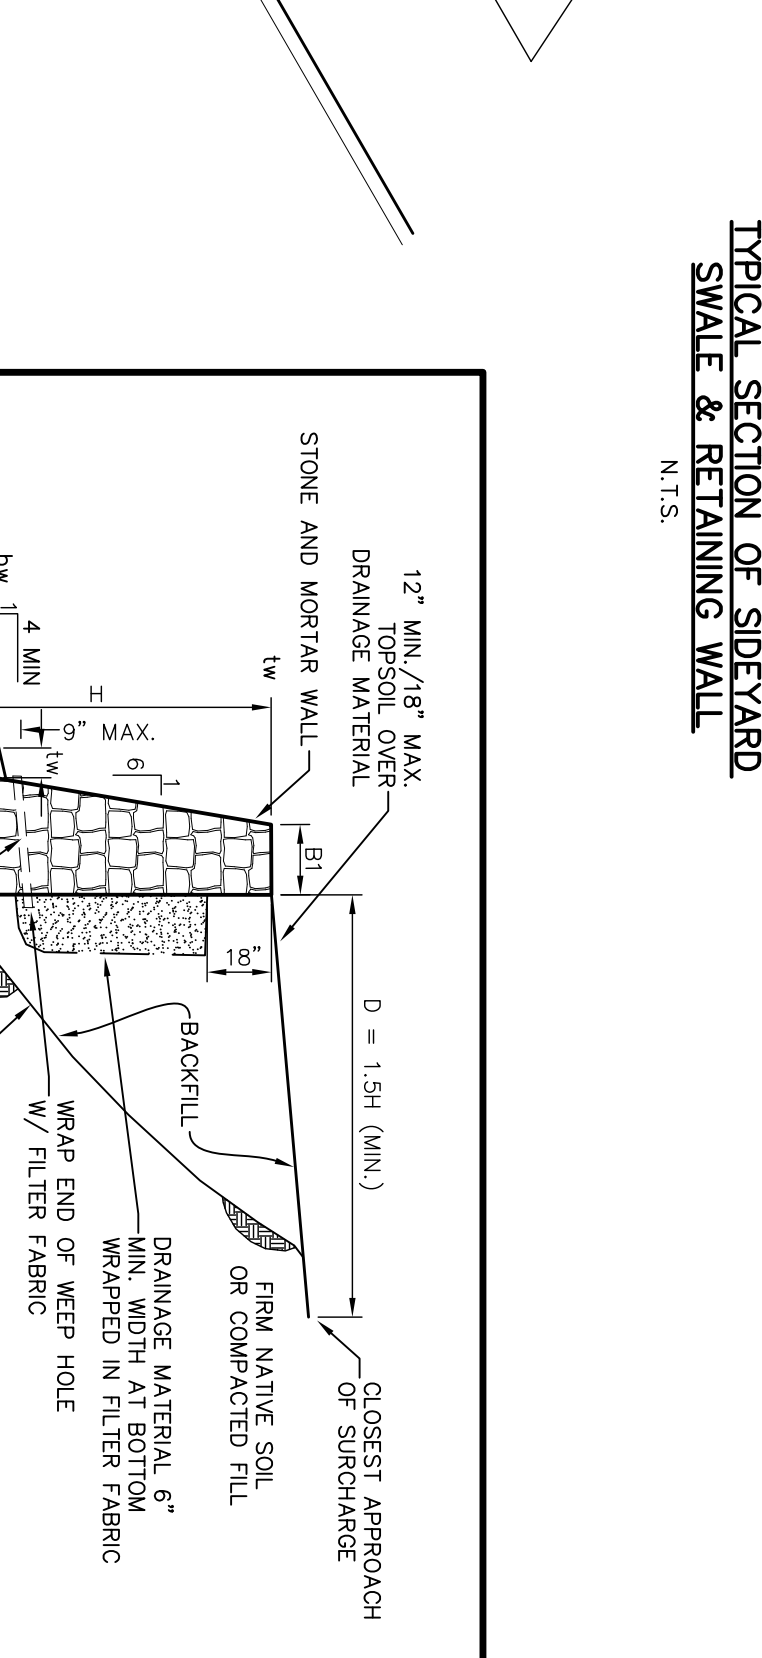 TYPICAL SECTION OF SIDEYARD
SWALE & RETAINING WALL
N.T.S.
12" MIN./18" MAX.
TOPSOIL OVER
DRAINAGE MATERIAL
STONE AND MORTAR WALL
tw
B1
D = 1.5H (MIN.)
CLOSEST APPROACH
OF SURCHARGE
18"
H
6
1
9" MAX.
tw
4 MIN
1
bw
BACKFILL
FIRM NATIVE SOIL
OR COMPACTED FILL
DRAINAGE MATERIAL 6"
MIN. WIDTH AT BOTTOM
WRAPPED IN FILTER FABRIC
WRAP END OF WEEP HOLE
W/ FILTER FABRIC